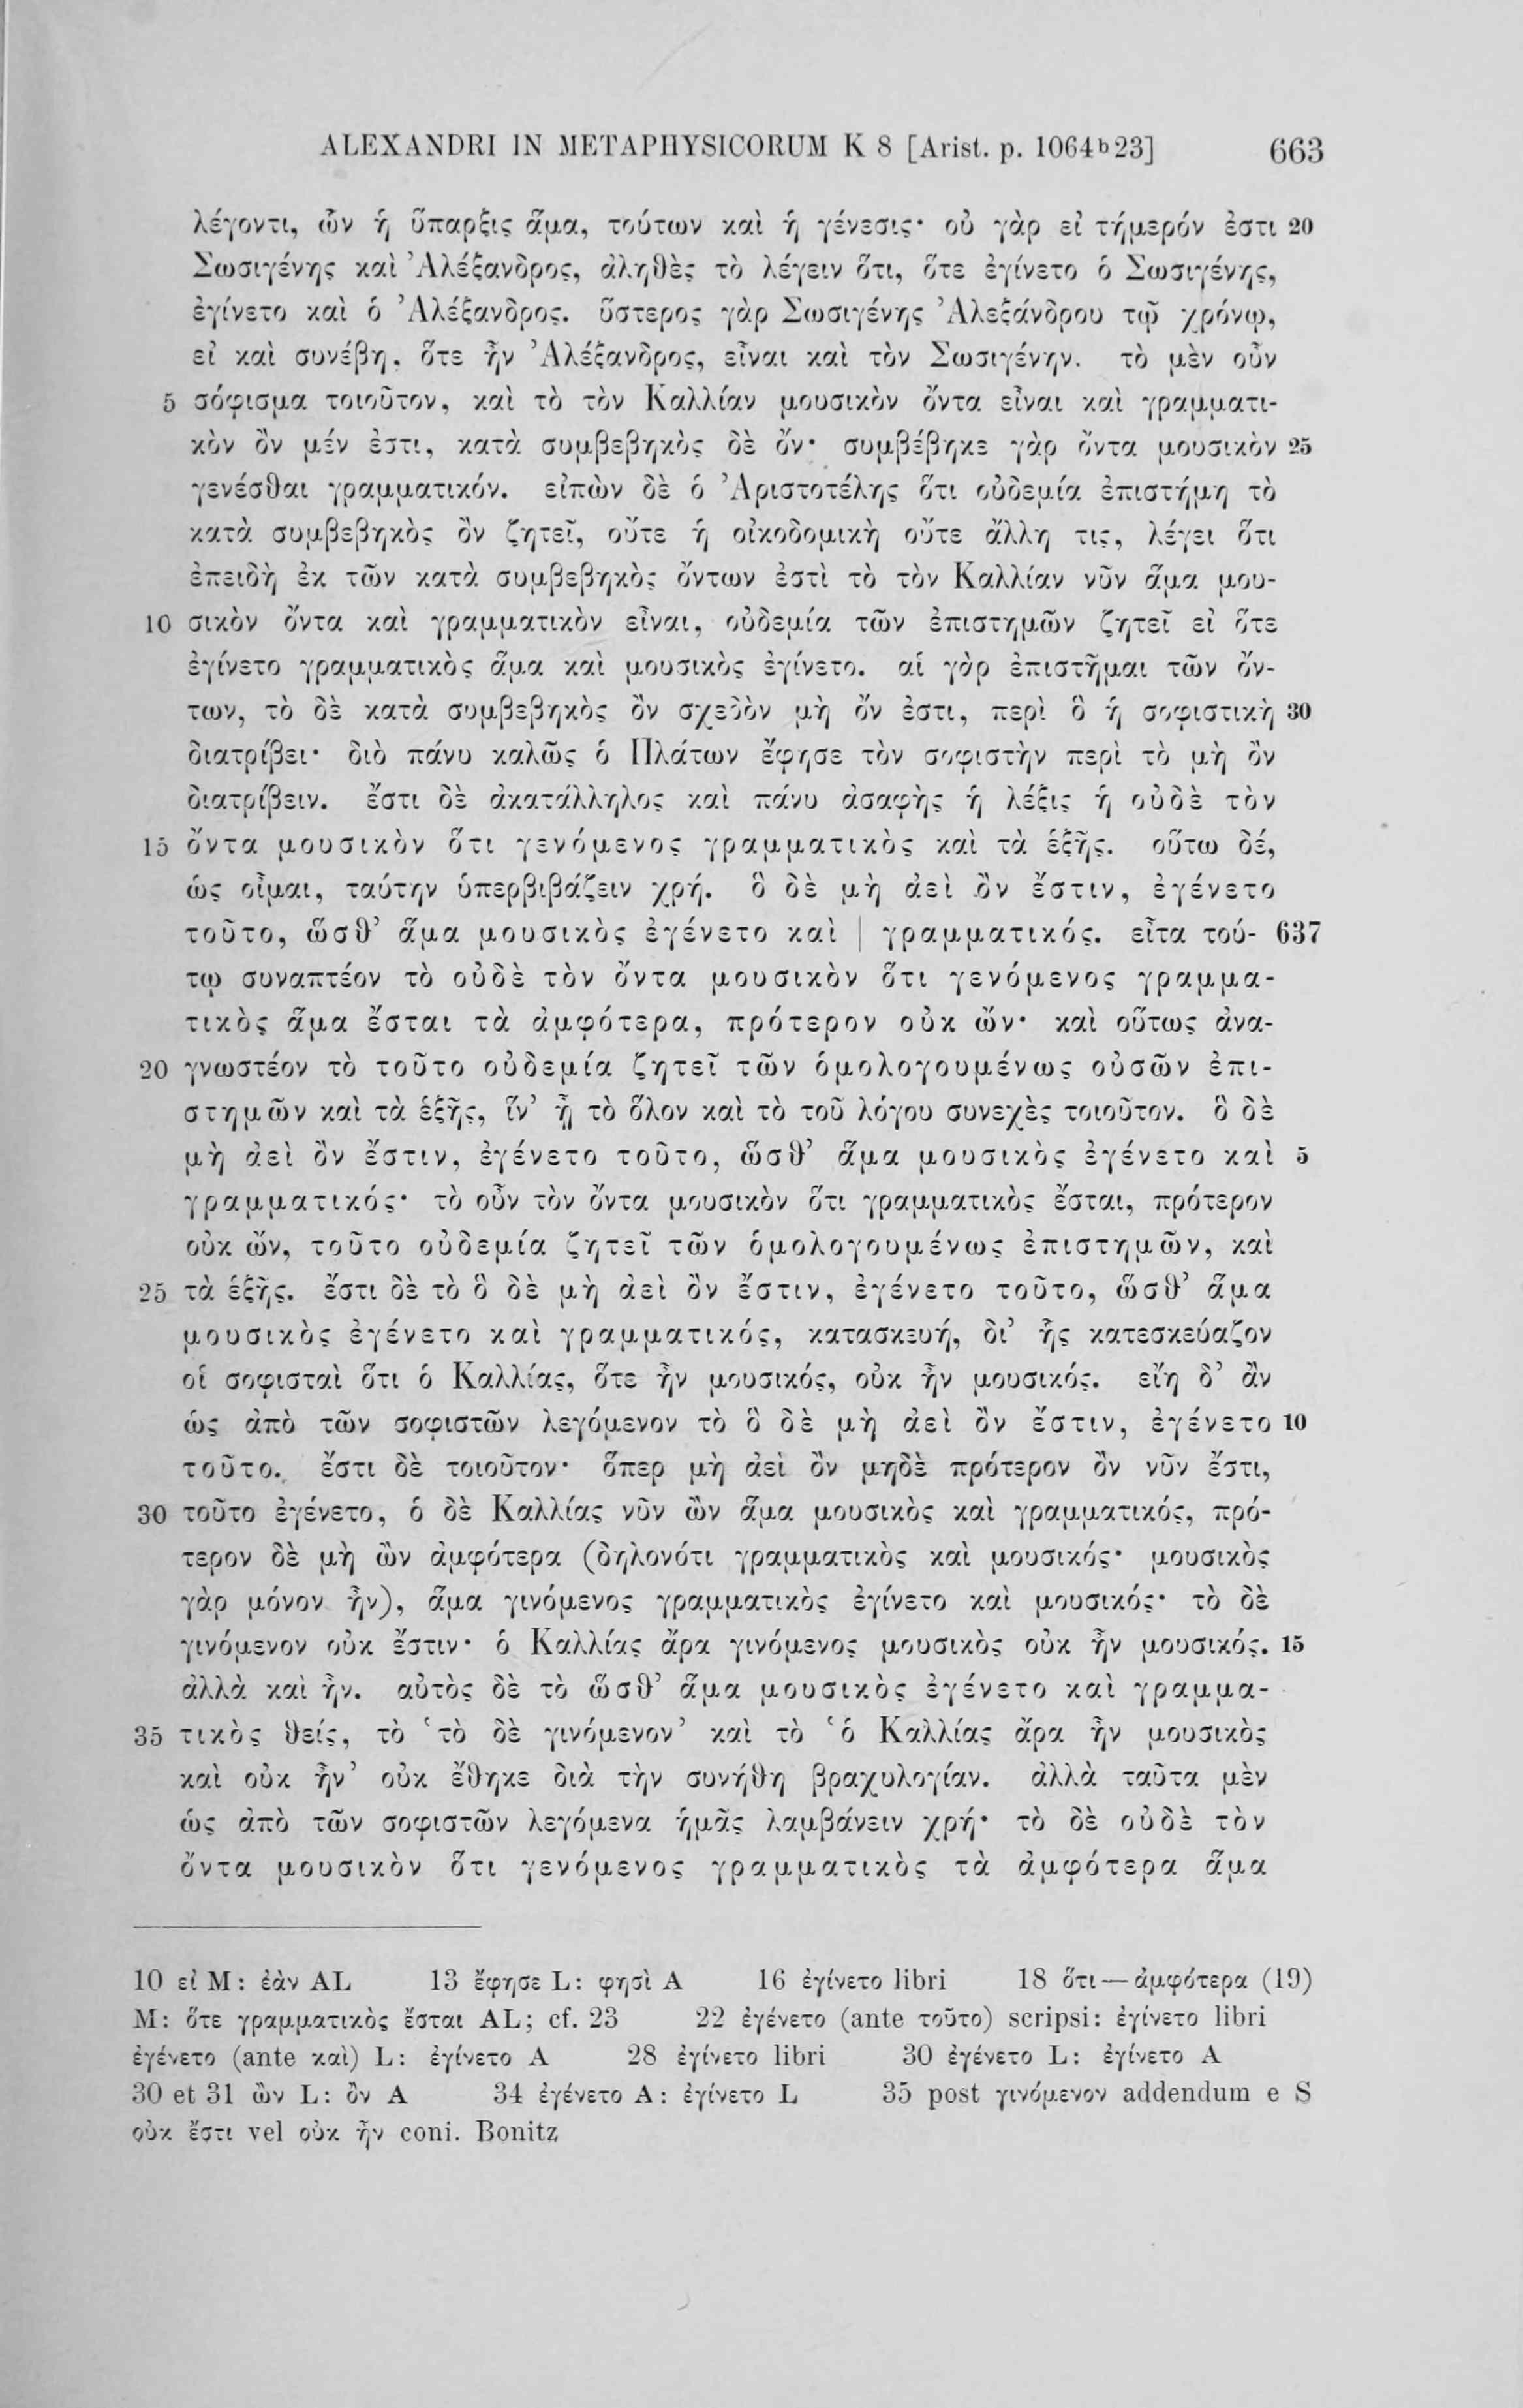 ALEXANDRI IN METAPHYSICORUM K 8 [Arist. p. 1064b23] 663
λέγοντι, ὧν ἡ ὕπαρξις ἅμα, τούτων καὶ ἡ γένεσις· οὐ γὰρ εἰ τήμερόν ἐστι 20
Σωσιγένης καὶ Ἀλέξανδρος, ἀληθὲς τὸ λέγειν ὅτι, ὅτε ἐγίνετο ὁ Σωσιγένης,
ἐγίνετο καὶ ὁ Ἀλέξανδρος. ὕστερος γὰρ Σωσιγένης Ἀλεξάνδρου τῷ χρόνῳ,
εἰ καὶ συνέβη, ὅτε ἦν Ἀλέξανδρος, εἶναι καὶ τὸν Σωσιγένην. τὸ μὲν οὖν
5 σόφισμα τοιοῦτον, καὶ τὸ τὸν Καλλίαν μουσικὸν ὄντα εἶναι καὶ γραμματι-
κὸν ὂν μέν ἐστι, κατὰ συμβεβηκὸς δὲ ὄν· συμβέβηκε γὰρ ὄντα μουσικὸν 25
γενέσθαι γραμματικόν. εἰπὼν δὲ ὁ Ἀριστοτέλης ὅτι οὐδεμία ἐπιστήμη τὸ
κατὰ συμβεβηκὸς ὂν ζητεῖ, οὔτε ἡ οἰκοδομικὴ οὔτε ἄλλη τις, λέγει ὅτι
ἐπειδὴ ἐκ τῶν κατὰ συμβεβηκὸς ὄντων ἐστὶ τὸ τὸν Καλλίαν νῦν ἅμα μου-
10 σικὸν ὄντα καὶ γραμματικὸν εἶναι, οὐδεμία τῶν ἐπιστημῶν ζητεῖ εἰ ὅτε
ἐγίνετο γραμματικὸς ἅμα καὶ μουσικὸς ἐγίνετο. αἱ γὰρ ἐπιστῆμαι τῶν ὄν-
των, τὸ δὲ κατὰ συμβεβηκὸς ὂν σχεδὸν μὴ ὄν ἐστι, περὶ ὃ ἡ σοφιστικὴ 30
διατρίβει· διὸ πάνυ καλῶς ὁ Πλάτων ἔφησε τὸν σοφιστὴν περὶ τὸ μὴ ὂν
διατρίβειν. ἔστι δὲ ἀκατάλληλος καὶ πάνυ ἀσαφὴς ἡ λέξις ἡ οὐδὲ τὸν
15 ὄντα μουσικὸν ὅτι γενόμενος γραμματικὸς καὶ τὰ ἑξῆς. οὕτω δέ,
ὡς οἶμαι, ταύτην ὑπερβιβάζειν χρή. ὃ δὲ μὴ ἀεὶ ὂν ἔστιν, ἐγένετο
τοῦτο, ὥσθ’ ἅμα μουσικὸς ἐγένετο καὶ | γραμματικός. εἶτα τού- 637
τῳ συναπτέον τὸ οὐδὲ τὸν ὄντα μουσικὸν ὅτι γενόμενος γραμμα-
τικὸς ἅμα ἔσται τὰ ἀμφότερα, πρότερον οὐκ ὤν· καὶ οὕτως ἀνα-
20 γνωστέον τὸ τοῦτο οὐδεμία ζητεῖ τῶν ὁμολογουμένως οὐσῶν ἐπι-
στημῶν καὶ τὰ ἑξῆς, ἵν’ ᾖ τὸ ὅλον καὶ τὸ τοῦ λόγου συνεχὲς τοιοῦτον. ὃ δὲ
μὴ ἀεὶ ὂν ἔστιν, ἐγένετο τοῦτο, ὥσθ’ ἅμα μουσικὸς ἐγένετο καὶ 5
γραμματικός· τὸ οὖν τὸν ὄντα μουσικὸν ὅτι γραμματικὸς ἔσται, πρότερον
οὐκ ὤν, τοῦτο οὐδεμία ζητεῖ τῶν ὁμολογουμένως ἐπιστημῶν, καὶ
25 τὰ ἑξῆς. ἔστι δὲ τὸ ὃ δὲ μὴ ἀεὶ ὂν ἔστιν, ἐγένετο τοῦτο, ὥσθ’ ἅμα
μουσικὸς ἐγένετο καὶ γραμματικός, κατασκευή, δι’ ἧς κατεσκεύαζον
οἱ σοφισταὶ ὅτι ὁ Καλλίας, ὅτε ἦν μουσικός, οὐκ ἦν μουσικός. εἴη δ’ ἂν
ὡς ἀπὸ τῶν σοφιστῶν λεγόμενον τὸ ὃ δὲ μὴ ἀεὶ ὂν ἔστιν, ἐγένετο 10
τοῦτο. ἔστι δὲ τοιοῦτον· ὅπερ μὴ ἀεὶ ὂν μηδὲ πρότερον ὂν νῦν ἔστι,
30 τοῦτο ἐγένετο, ὁ δὲ Καλλίας νῦν ὢν ἅμα μουσικὸς καὶ γραμματικός, πρό-
τερον δὲ μὴ ὢν ἀμφότερα (δηλονότι γραμματικὸς καὶ μουσικός· μουσικὸς
γὰρ μόνον ἦν), ἅμα γινόμενος γραμματικὸς ἐγίνετο καὶ μουσικός· τὸ δὲ
γινόμενον οὐκ ἔστιν· ὁ Καλλίας ἄρα γινόμενος μουσικὸς οὐκ ἦν μουσικός. 15
ἀλλὰ καὶ ἦν. αὐτὸς δὲ τὸ ὥσθ’ ἅμα μουσικὸς ἐγένετο καὶ γραμμα-
35 τικὸς θείς, τὸ ‘τὸ δὲ γινόμενον’ καὶ τὸ ‘ὁ Καλλίας ἄρα ἦν μουσικὸς
καὶ οὐκ ἦν’ οὐκ ἔθηκε διὰ τὴν συνήθη βραχυλογίαν. ἀλλὰ ταῦτα μὲν
ὡς ἀπὸ τῶν σοφιστῶν λεγόμενα ἡμᾶς λαμβάνειν χρή· τὸ δὲ οὐδὲ τὸν
ὄντα μουσικὸν ὅτι γενόμενος γραμματικὸς τὰ ἀμφότερα ἅμα
10 εἰ M: ἐὰν AL 13 ἔφησε L: φησὶ A 16 ἐγίνετο libri 18 ὅτι — ἀμφότερα (19)
M: ὅτε γραμματικὸς ἔσται AL; cf. 23 22 ἐγένετο (ante τοῦτο) scripsi: ἐγίνετο libri
ἐγένετο (ante καὶ) L: ἐγίνετο A 28 ἐγίνετο libri 30 ἐγένετο L: ἐγίνετο A
30 et 31 ὢν L: ὂν A 34 ἐγένετο A: ἐγίνετο L 35 post γινόμενον addendum e S
οὐκ ἔστι vel οὐκ ἦν coni. Bonitz